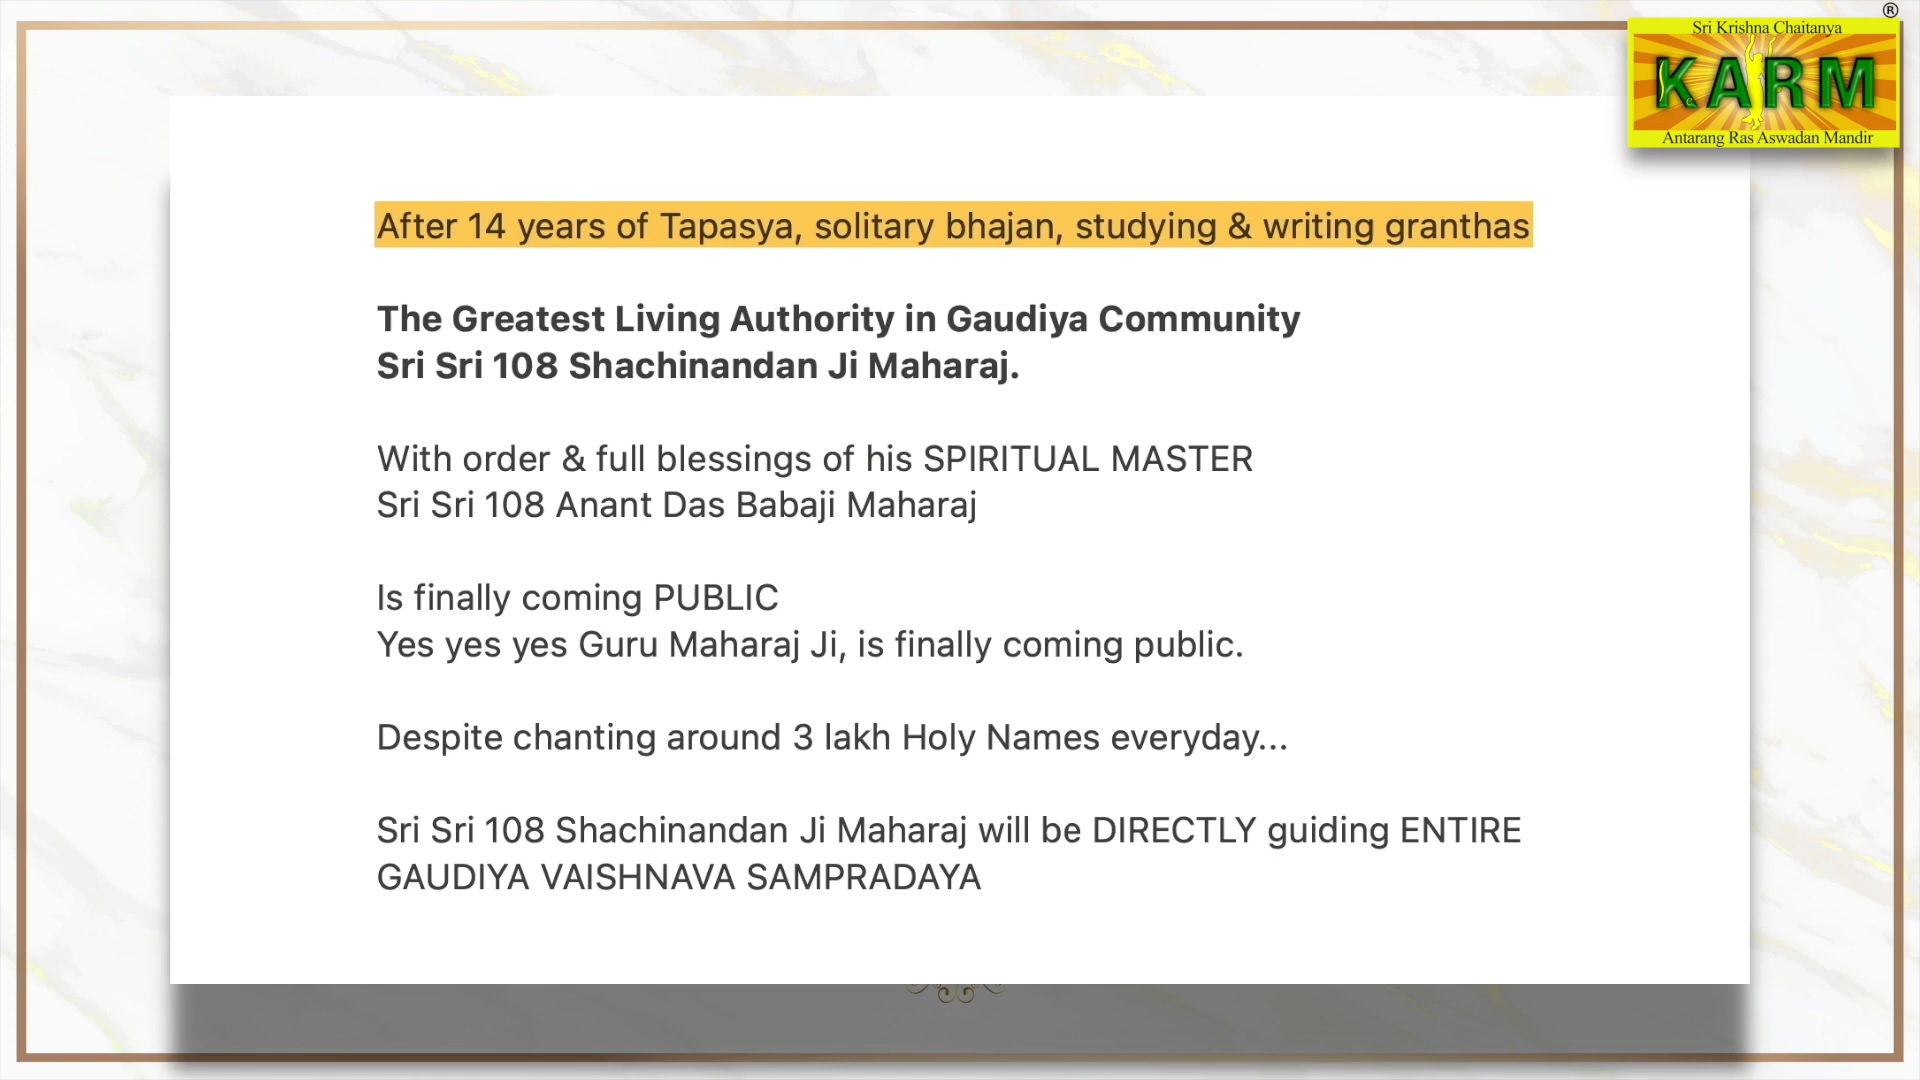 ®
Sri Krishna Chaitanya
KARM
Antarang Ras Aswadan Mandir
After 14 years of Tapasya, solitary bhajan, studying & writing granthas
The Greatest Living Authority in Gaudiya Community
Sri Sri 108 Shachinandan Ji Maharaj.
With order & full blessings of his SPIRITUAL MASTER
Sri Sri 108 Anant Das Babaji Maharaj
Is finally coming PUBLIC
Yes yes yes Guru Maharaj Ji, is finally coming public.
Despite chanting around 3 lakh Holy Names everyday...
Sri Sri 108 Shachinandan Ji Maharaj will be DIRECTLY guiding ENTIRE
GAUDIYA VAISHNAVA SAMPRADAYA